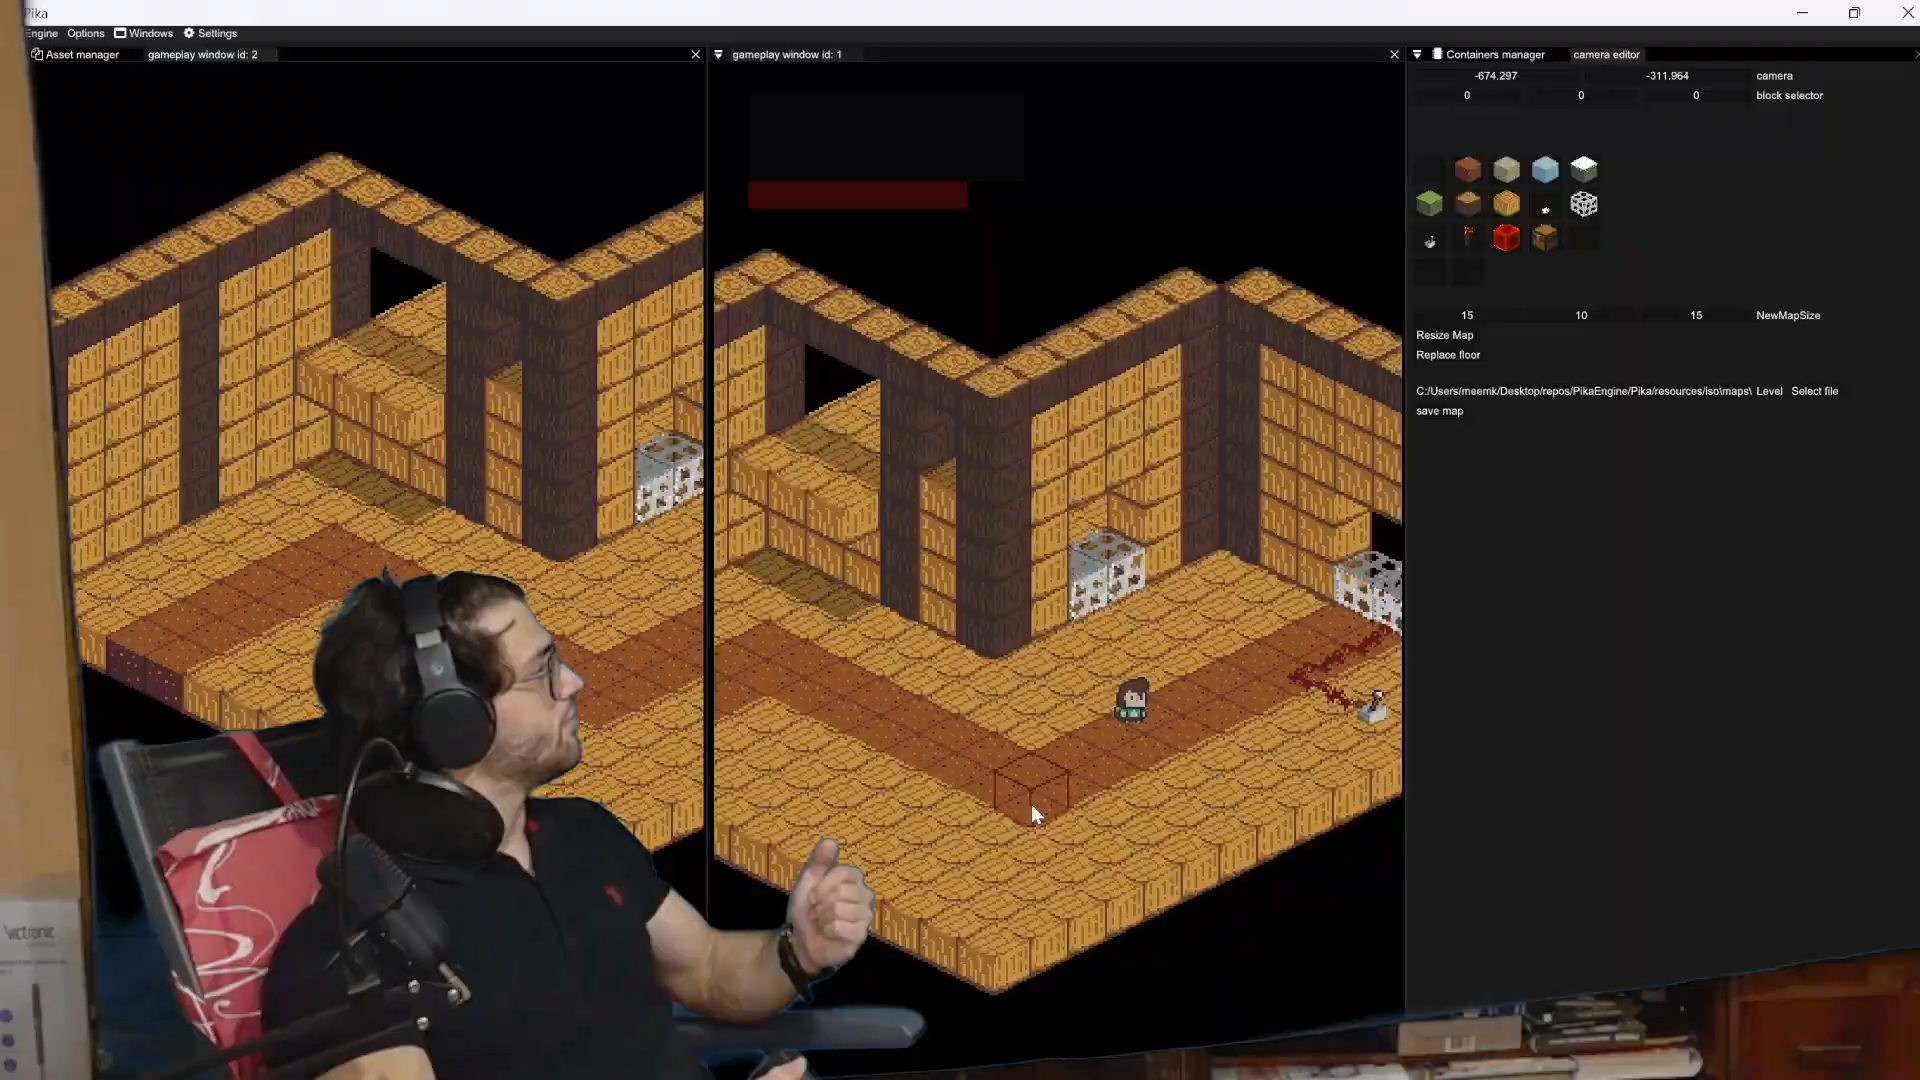 Pika
Engine Options Windows Settings
Asset manager gameplay window id: 2
gameplay window id: 1
Containers manager camera editor
-674.297 -311.964 camera
0 0 0 block selector
15 10 15 NewMapSize
Resize Map
Replace floor
C:/Users/meemk/Desktop/repos/PikaEngine/Pika/resources/iso\maps\ Level Select file
save map
victronic